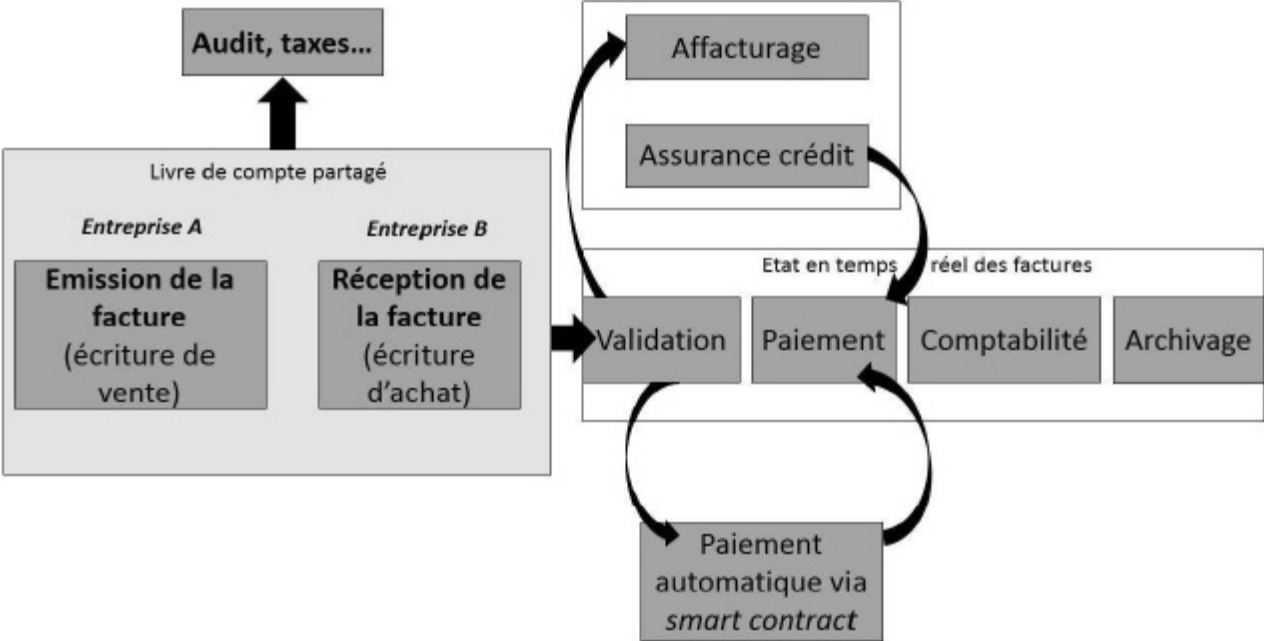 Audit, taxes...
Affacturage
Assurance crédit
Livre de compte partagé
Entreprise A
Entreprise B
Emission de la
facture
(écriture de
vente)
Réception de
la facture
(écriture
d'achat)
Etat en temps réel des factures
Validation
Paiement
Comptabilité
Archivage
Paiement
automatique via
smart contract